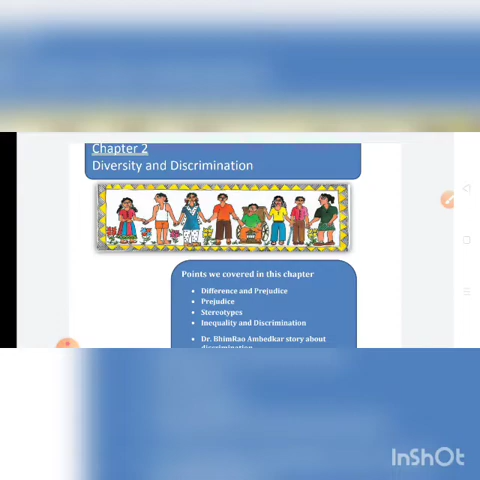 Chapter 2
Diversity and Discrimination
Points we covered in this chapter
• Difference and Prejudice
• Prejudice
• Stereotypes
• Inequality and Discrimination
• Dr. BhimRao Ambedkar story about
discrimination
InShOt